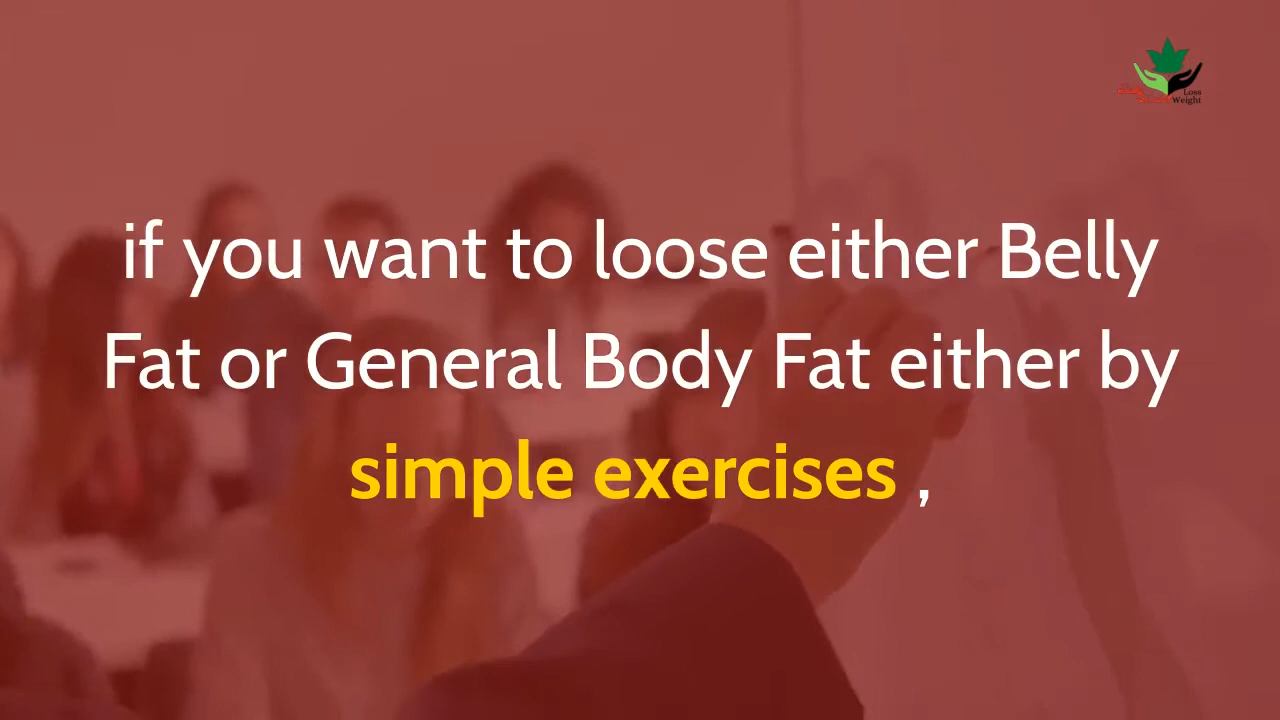 Loss
Weight
if you want to loose either Belly
Fat or General Body Fat either by
simple exercises ,